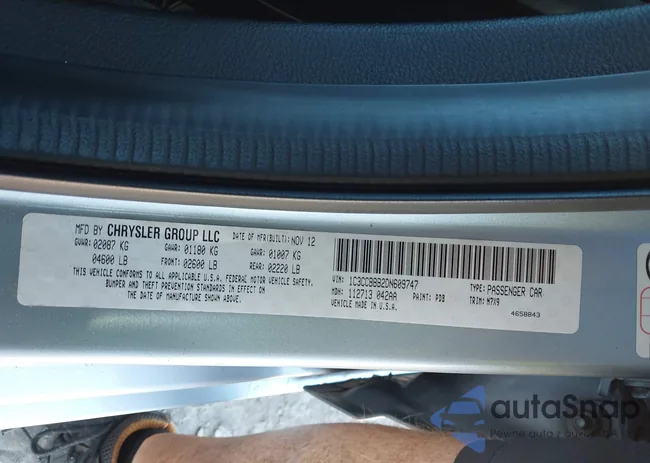 MFD BY CHRYSLER GROUP LLC DATE OF MFR(BUILT): NOV 12
GVWR: 02087 KG GAWR: 01180 KG GAWR: 01007 KG
04600 LB FRONT: 02600 LB REAR: 02220 LB
THIS VEHICLE CONFORMS TO ALL APPLICABLE U.S.A. FEDERAL MOTOR VEHICLE SAFETY,
BUMPER AND THEFT PREVENTION STANDARDS IN EFFECT ON
THE DATE OF MANUFACTURE SHOWN ABOVE.
VIN: 1C3CCBBB2DN609747 TYPE: PASSENGER CAR
MDH: 112713 042AA PAINT: PDB TRIM: M7X9
VEHICLE MADE IN U.S.A. 4658843
autoSnap
Pewne auto z